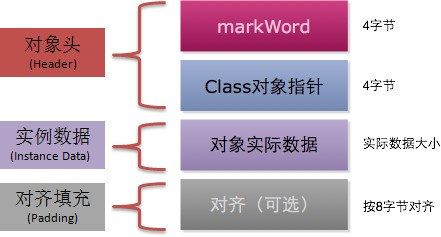 对象头
(Header)
markWord
4字节
Class对象指针
4字节
实例数据
(Instance Data)
对象实际数据
实际数据大小
对齐填充
(Padding)
对齐（可选）
按8字节对齐